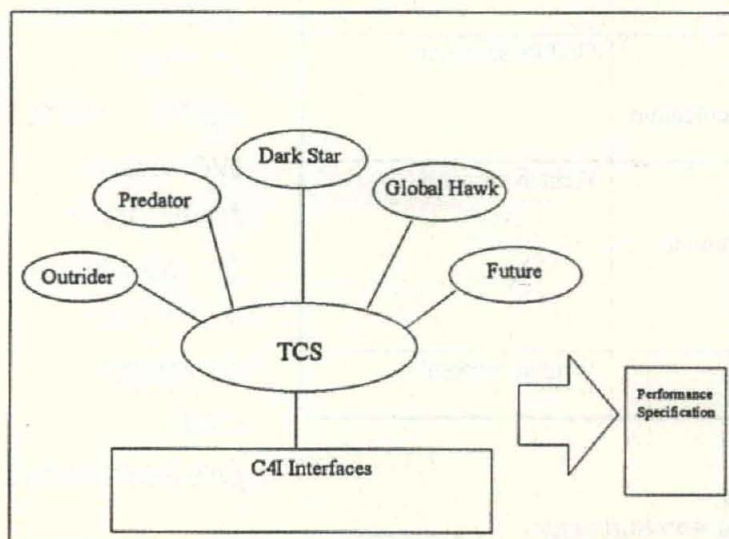 Dark Star
Predator
Global Hawk
Outrider
Future
TCS
Performance
Specification
C4I Interfaces